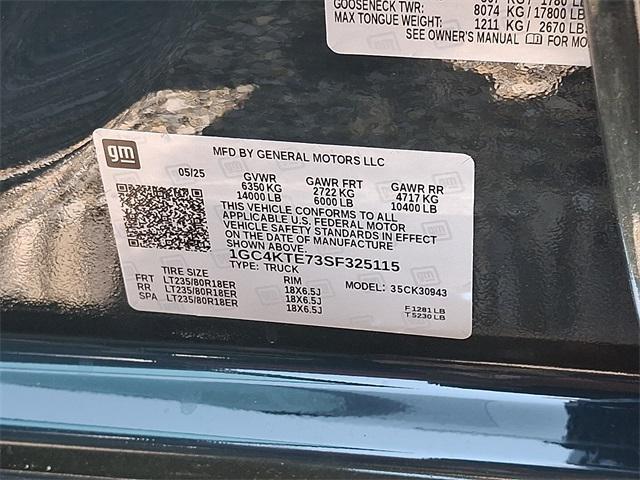 GOOSENECK TWR: 8074 KG / 17800 LB
MAX TONGUE WEIGHT: 1211 KG / 2670 LB
SEE OWNER'S MANUAL FOR MO
gm
MFD BY GENERAL MOTORS LLC
05/25 GVWR GAWR FRT GAWR RR
6350 KG 2722 KG 4717 KG
14000 LB 6000 LB 10400 LB
THIS VEHICLE CONFORMS TO ALL
APPLICABLE U.S. FEDERAL MOTOR
VEHICLE SAFETY STANDARDS IN EFFECT
ON THE DATE OF MANUFACTURE
SHOWN ABOVE.
1GC4KTE73SF325115
TYPE: TRUCK
TIRE SIZE RIM MODEL: 35CK30943
FRT LT235/80R18ER 18X6.5J
RR LT235/80R18ER 18X6.5J
SPA LT235/80R18ER 18X6.5J
F 1281 LB
T 5230 LB